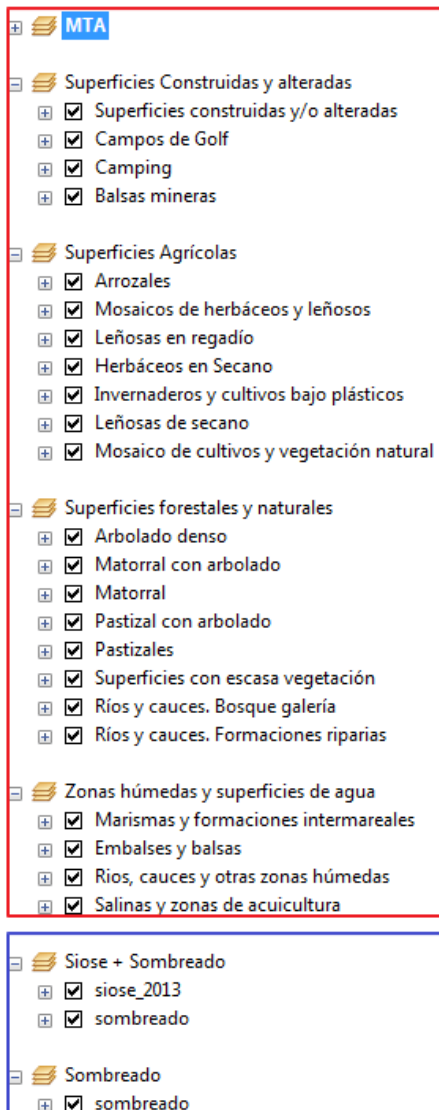 MTA
Superficies Construidas y alteradas
Superficies construidas y/o alteradas
Campos de Golf
Camping
Balsas mineras
Superficies Agrícolas
Arrozales
Mosaicos de herbáceos y leñosos
Leñosas en regadío
Herbáceos en Secano
Invernaderos y cultivos bajo plásticos
Leñosas de secano
Mosaico de cultivos y vegetación natural
Superficies forestales y naturales
Arbolado denso
Matorral con arbolado
Matorral
Pastizal con arbolado
Pastizales
Superficies con escasa vegetación
Ríos y cauces. Bosque galería
Ríos y cauces. Formaciones riparias
Zonas húmedas y superficies de agua
Marismas y formaciones intermareales
Embalses y balsas
Rios, cauces y otras zonas húmedas
Salinas y zonas de acuicultura
Siose + Sombreado
siose_2013
sombreado
Sombreado
sombreado